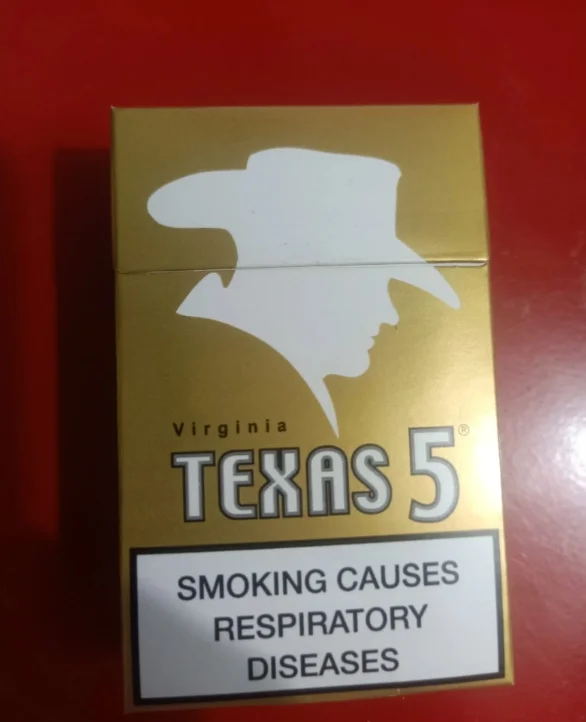 Virginia
TEXAS 5®
SMOKING CAUSES
RESPIRATORY
DISEASES